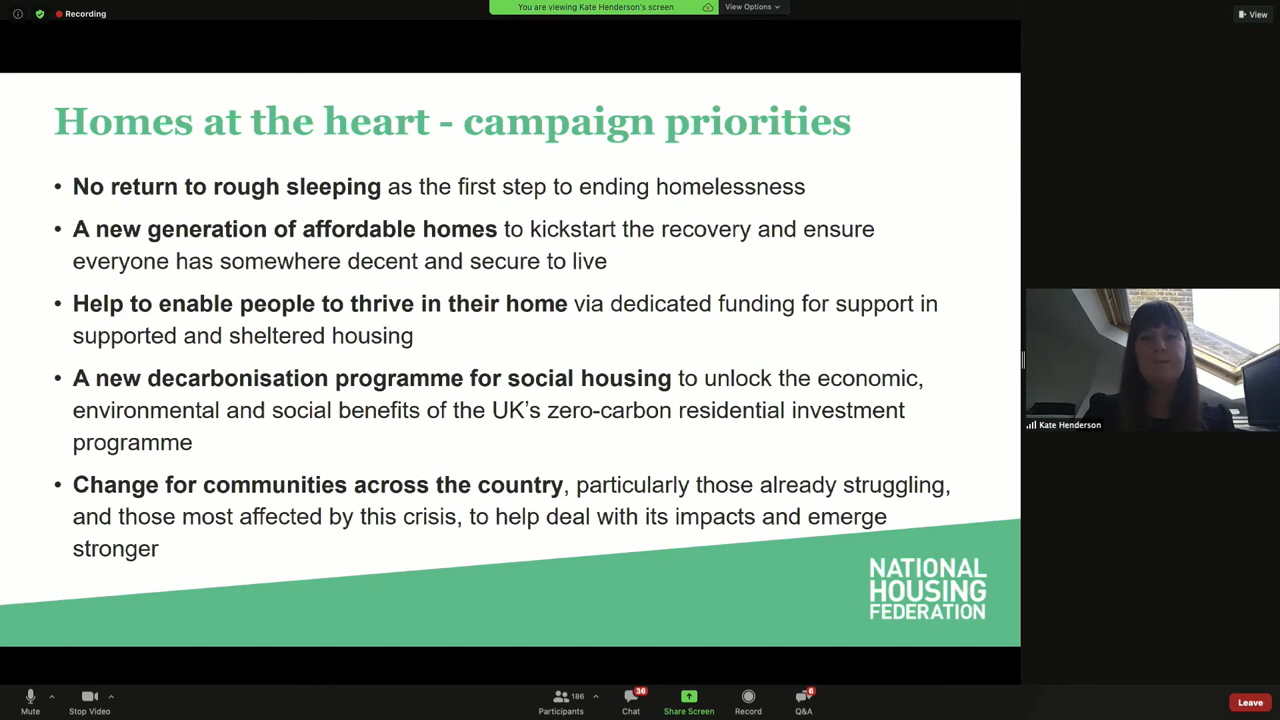 Recording
You are viewing Kate Henderson's screen
View Options
View
Homes at the heart - campaign priorities
• No return to rough sleeping as the first step to ending homelessness
• A new generation of affordable homes to kickstart the recovery and ensure
everyone has somewhere decent and secure to live
• Help to enable people to thrive in their home via dedicated funding for support in
supported and sheltered housing
• A new decarbonisation programme for social housing to unlock the economic,
environmental and social benefits of the UK's zero-carbon residential investment
programme
• Change for communities across the country, particularly those already struggling,
and those most affected by this crisis, to help deal with its impacts and emerge
stronger
NATIONAL
HOUSING
FEDERATION
Kate Henderson
Mute
Stop Video
186
Participants
36
Chat
Share Screen
Record
6
Q&A
Leave